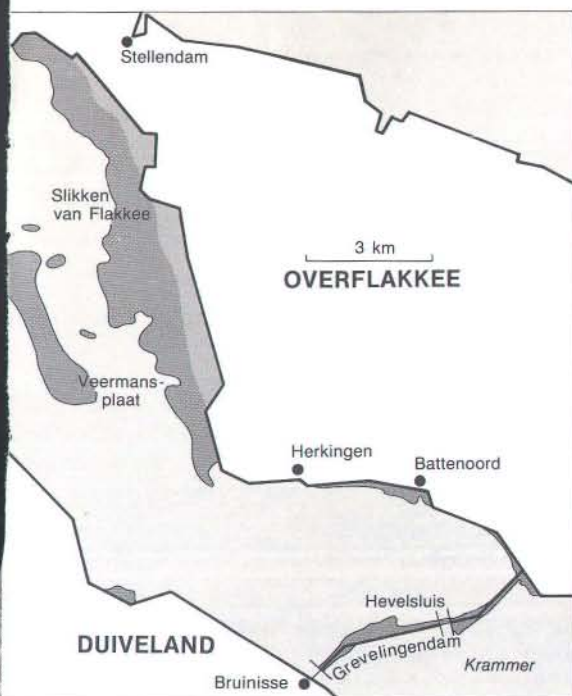 Stellendam
Slikken
van Flakkee
3 km
OVERFLAKKEE
Veermans-
plaat
Herkingen
Battenoord
Hevelsluis
Grevelingendam
DUIVELAND
Krammer
Bruinisse